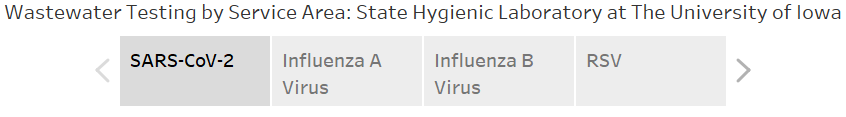 Wastewater Testing by Service Area: State Hygienic Laboratory at The University of Iowa
SARS-CoV-2
Influenza A
Virus
Influenza B
Virus
RSV